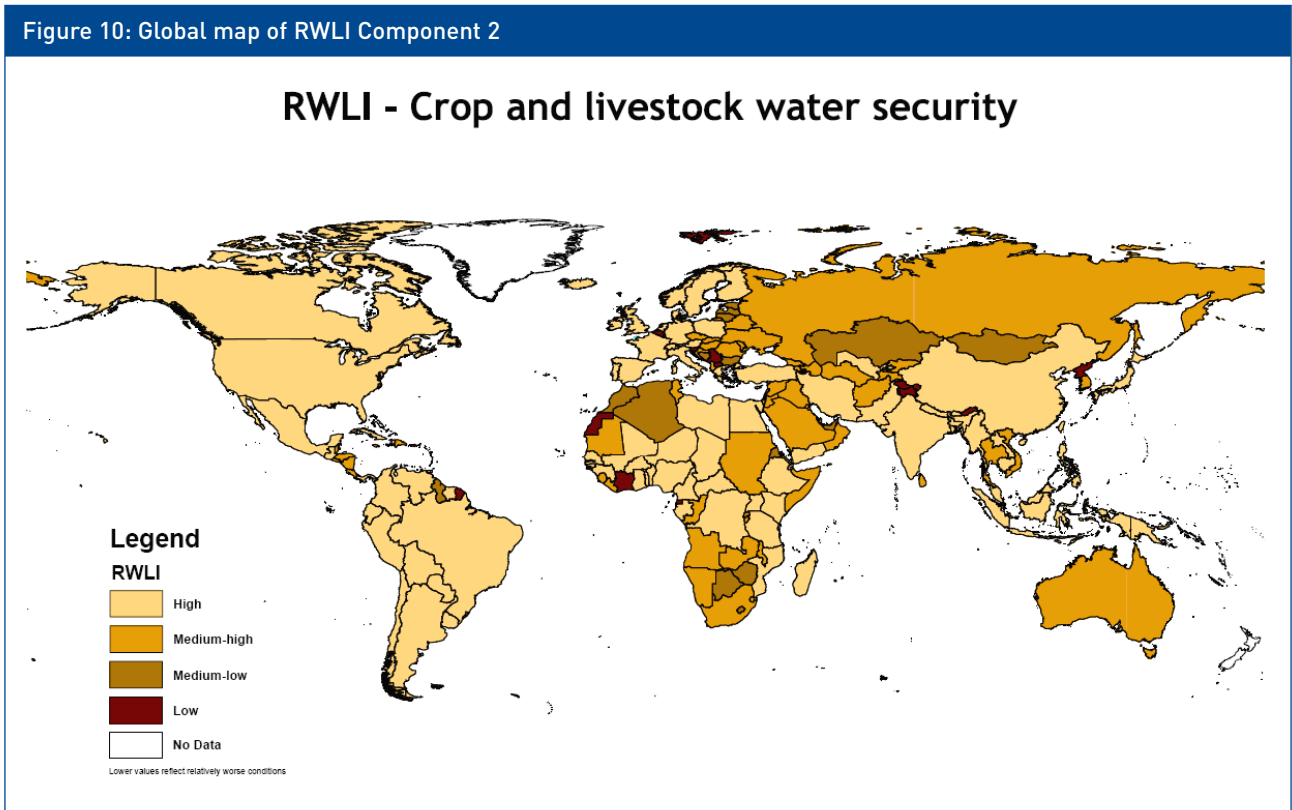 Figure 10: Global map of RWLI Component 2
RWLI - Crop and livestock water security
Legend
RWLI
High
Medium-high
Medium-low
Low
No Data
Lower values reflect relatively worse conditions